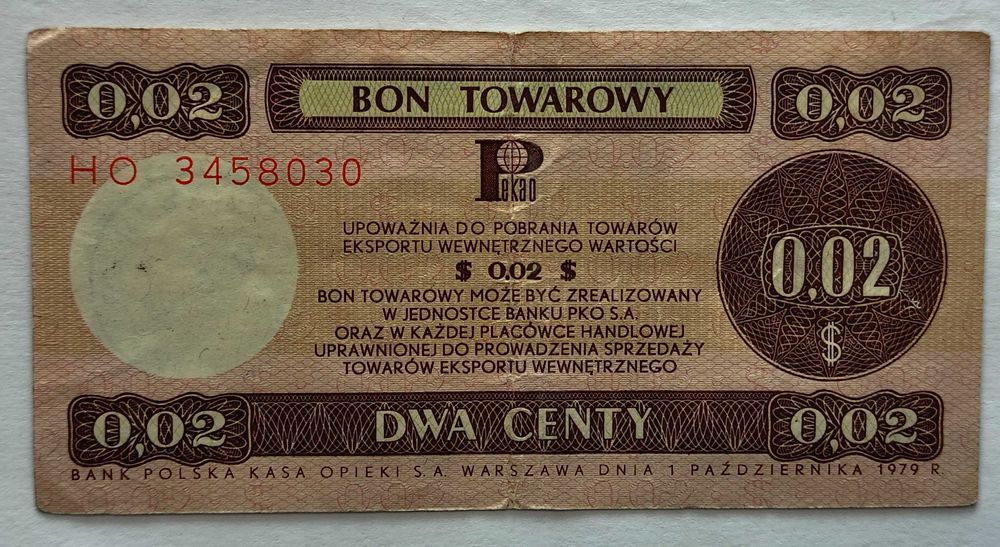 0,02 BON TOWAROWY 0,02
HO 3458030
Pekao
UPOWAŻNIA DO POBRANIA TOWARÓW
EKSPORTU WEWNĘTRZNEGO WARTOŚCI
$ 0.02 $
BON TOWAROWY MOŻE BYĆ ZREALIZOWANY
W JEDNOSTCE BANKU PKO S.A.
ORAZ W KAŻDEJ PLACÓWCE HANDLOWEJ
UPRAWNIONEJ DO PROWADZENIA SPRZEDAŻY
TOWARÓW EKSPORTU WEWNĘTRZNEGO
0,02
$
0,02 DWA CENTY 0,02
BANK POLSKA KASA OPIEKI S.A. WARSZAWA DNIA 1 PAŹDZIERNIKA 1979 R.